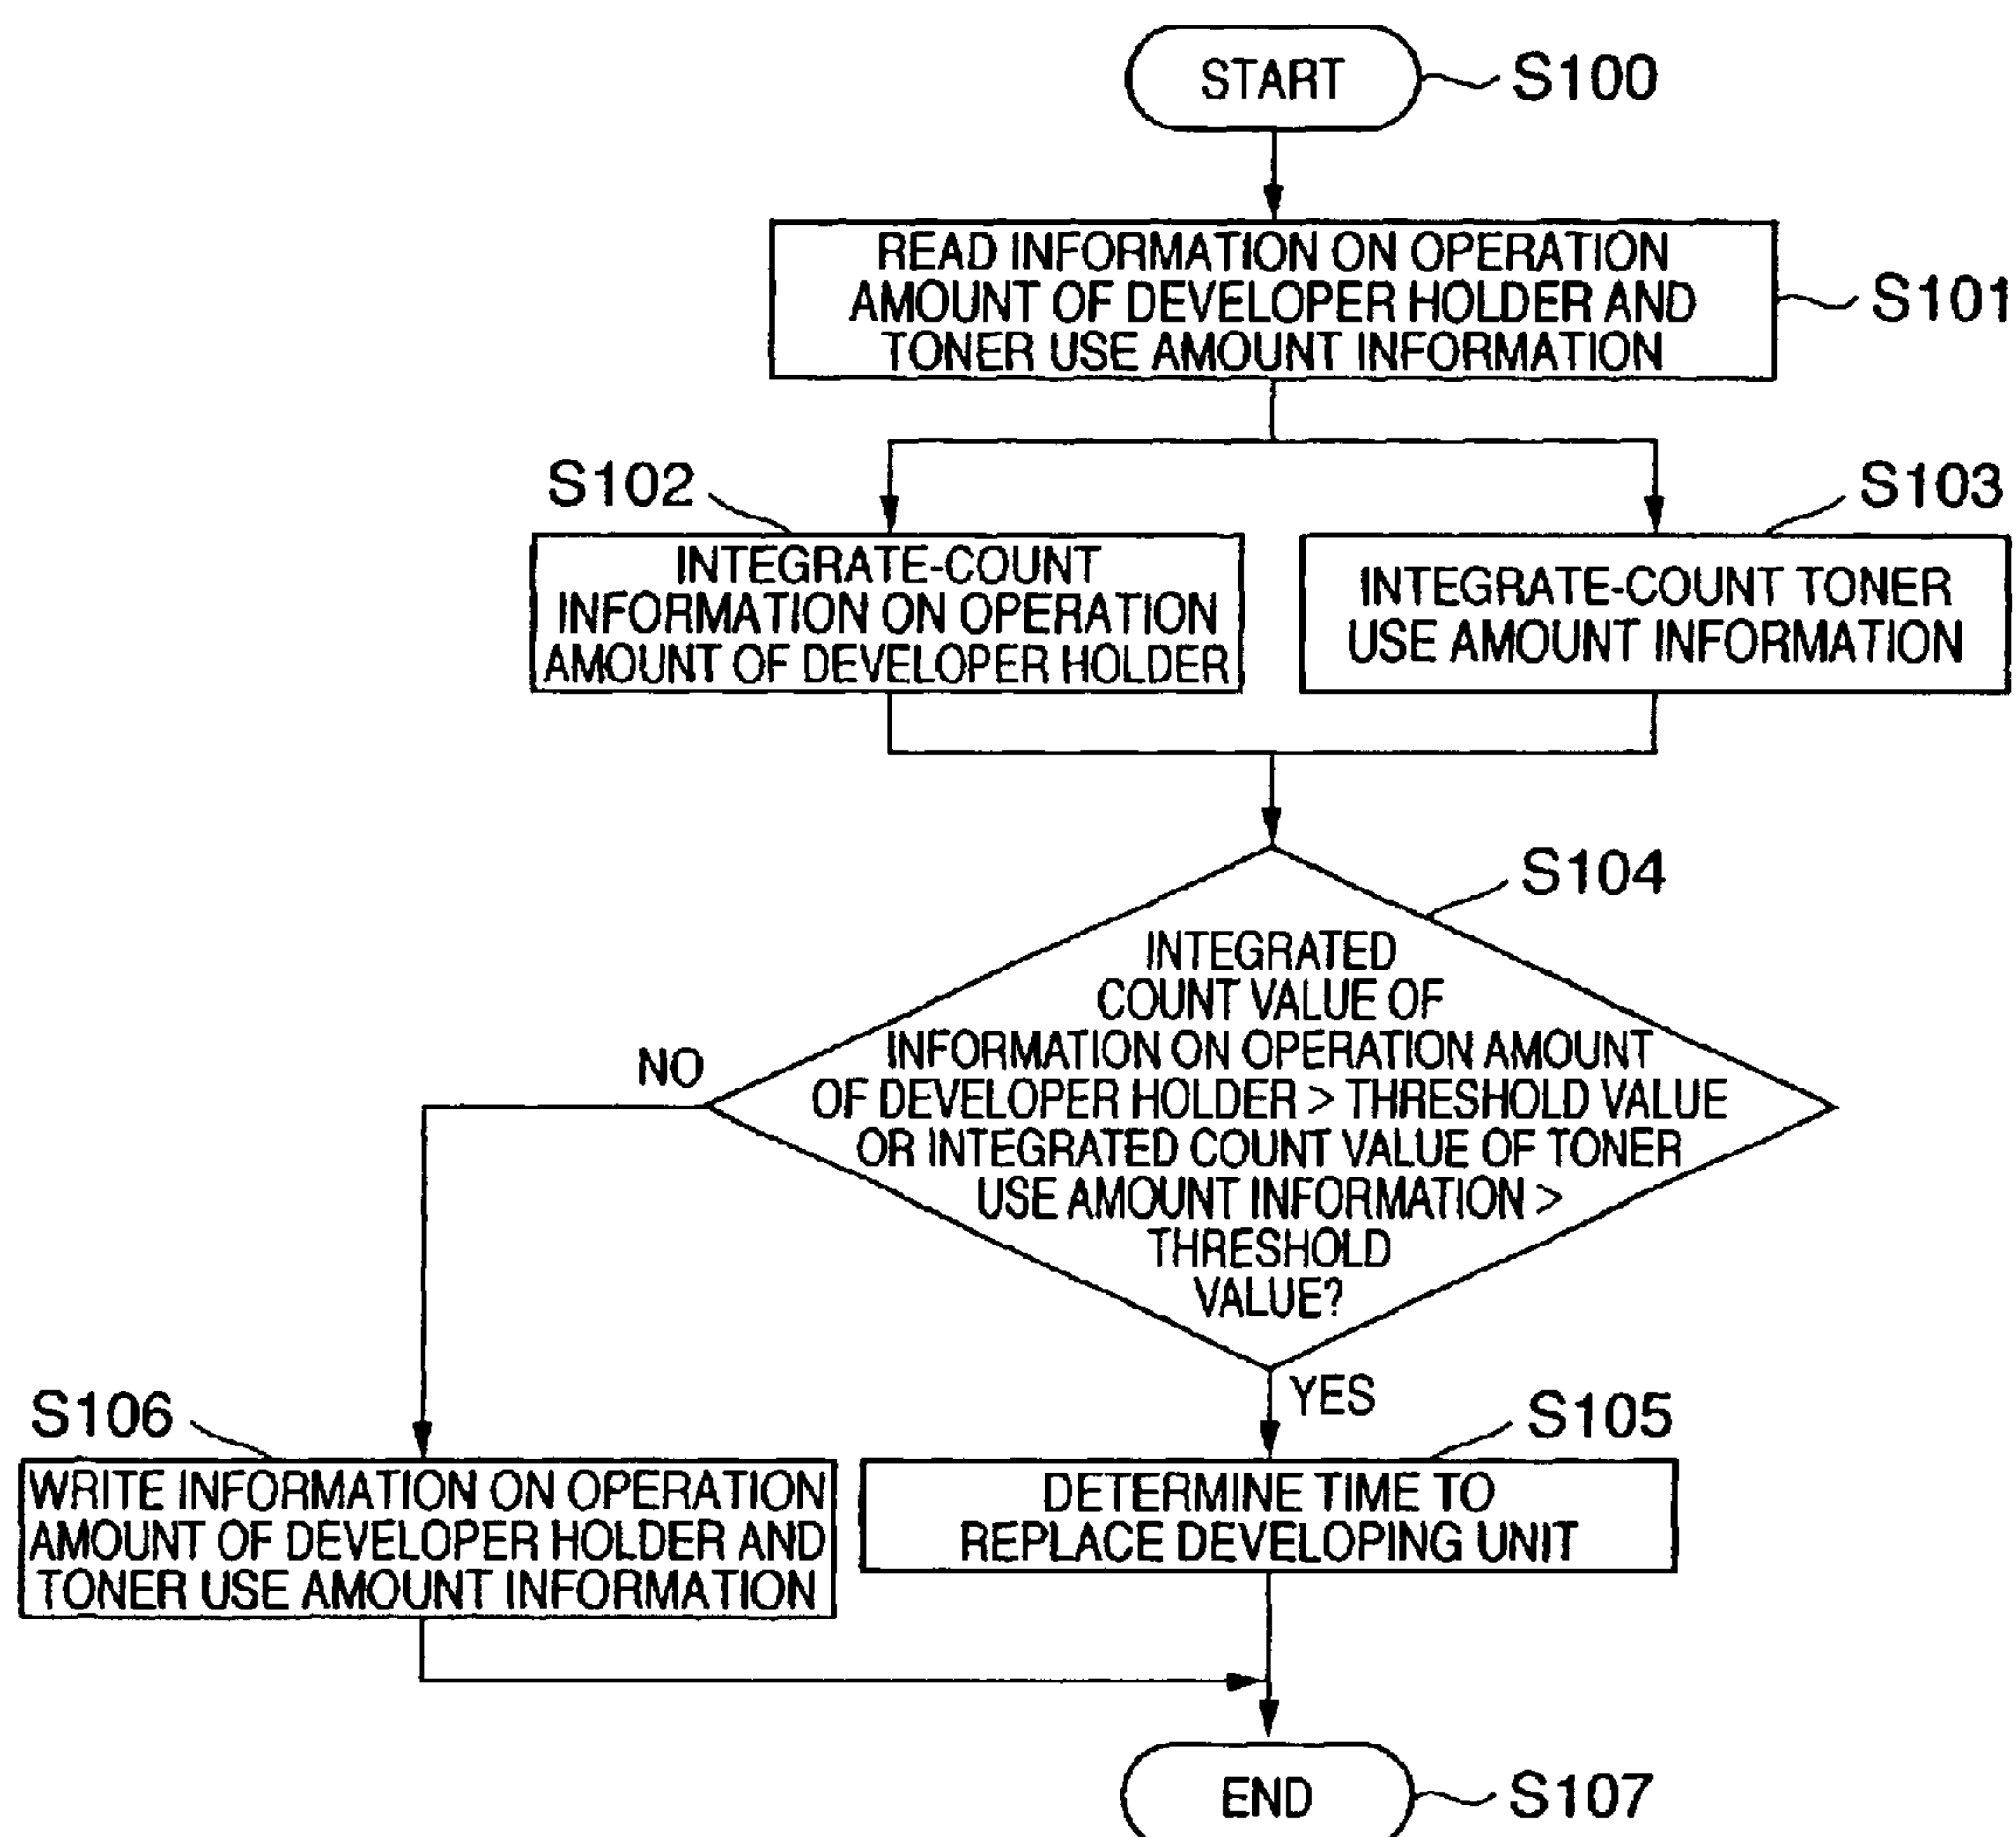 START
S100
READ INFORMATION ON OPERATION
AMOUNT OF DEVELOPER HOLDER AND
TONER USE AMOUNT INFORMATION
S101
S102
INTEGRATE-COUNT
INFORMATION ON OPERATION
AMOUNT OF DEVELOPER HOLDER
S103
INTEGRATE-COUNT TONER
USE AMOUNT INFORMATION
S104
INTEGRATED
COUNT VALUE OF
INFORMATION ON OPERATION AMOUNT
OF DEVELOPER HOLDER > THRESHOLD VALUE
OR INTEGRATED COUNT VALUE OF TONER
USE AMOUNT INFORMATION >
THRESHOLD
VALUE?
NO
YES
S106
WRITE INFORMATION ON OPERATION
AMOUNT OF DEVELOPER HOLDER AND
TONER USE AMOUNT INFORMATION
S105
DETERMINE TIME TO
REPLACE DEVELOPING UNIT
END
S107